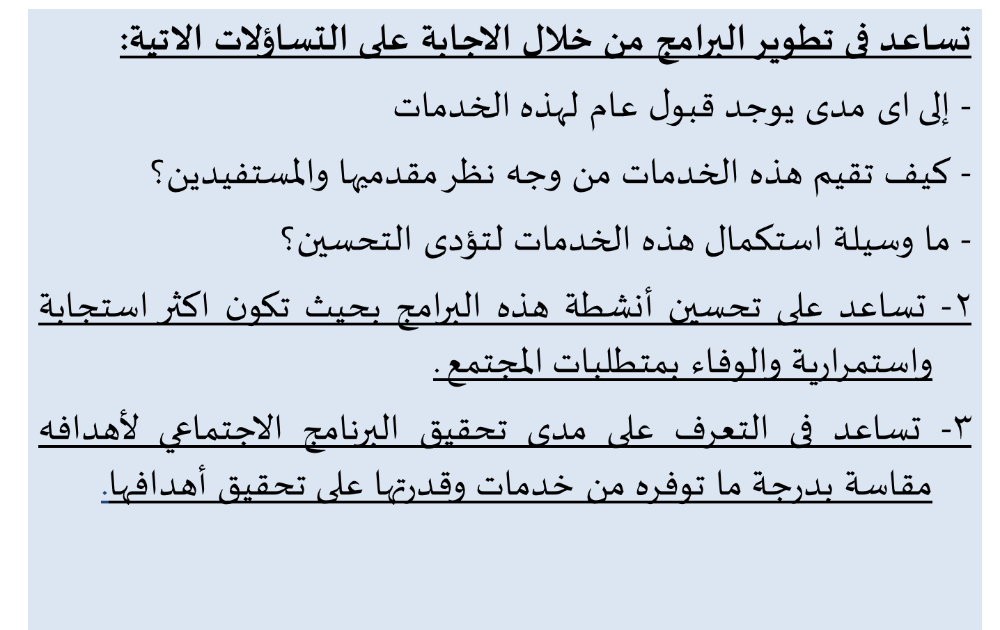 تساعد فى تطوير البرامج من خلال الاجابة على التساؤلات الاتية:
- إلى اى مدى يوجد قبول عام لهذه الخدمات
- كيف تقيم هذه الخدمات من وجه نظر مقدميها والمستفيدين؟
- ما وسيلة استكمال هذه الخدمات لتؤدى التحسين؟
٢- تساعد على تحسين أنشطة هذه البرامج بحيث تكون اكثر استجابة
واستمرارية والوفاء بمتطلبات المجتمع.
٣- تساعد فى التعرف على مدى تحقيق البرنامج الاجتماعي لأهدافه
مقاسة بدرجة ما توفره من خدمات وقدرتها على تحقيق أهدافها.